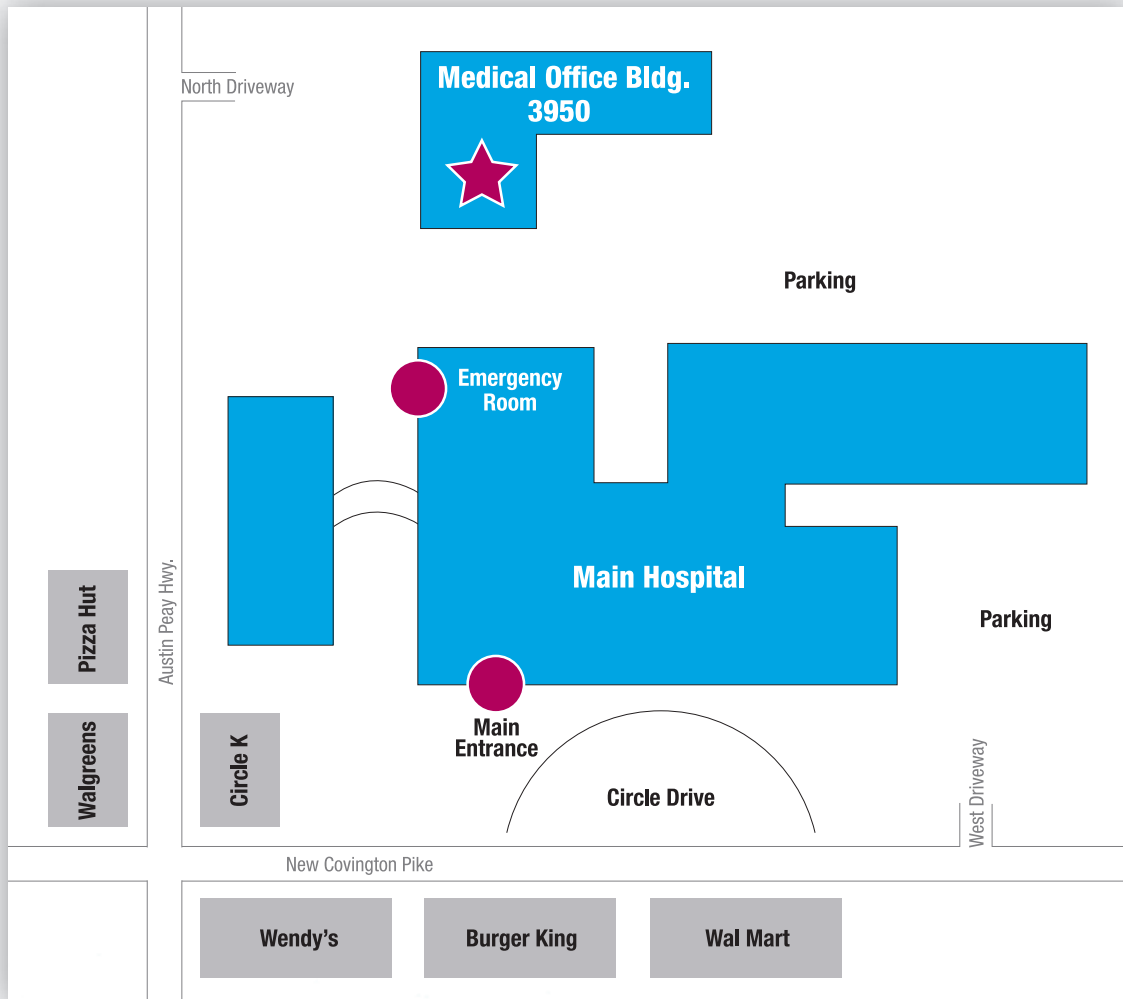 Medical Office Bldg.
3950
North Driveway
Parking
Emergency
Room
Main Hospital
Parking
Pizza Hut
Austin Peay Hwy.
Walgreens
Circle K
Main
Entrance
Circle Drive
West Driveway
New Covington Pike
Wendy's
Burger King
Wal Mart